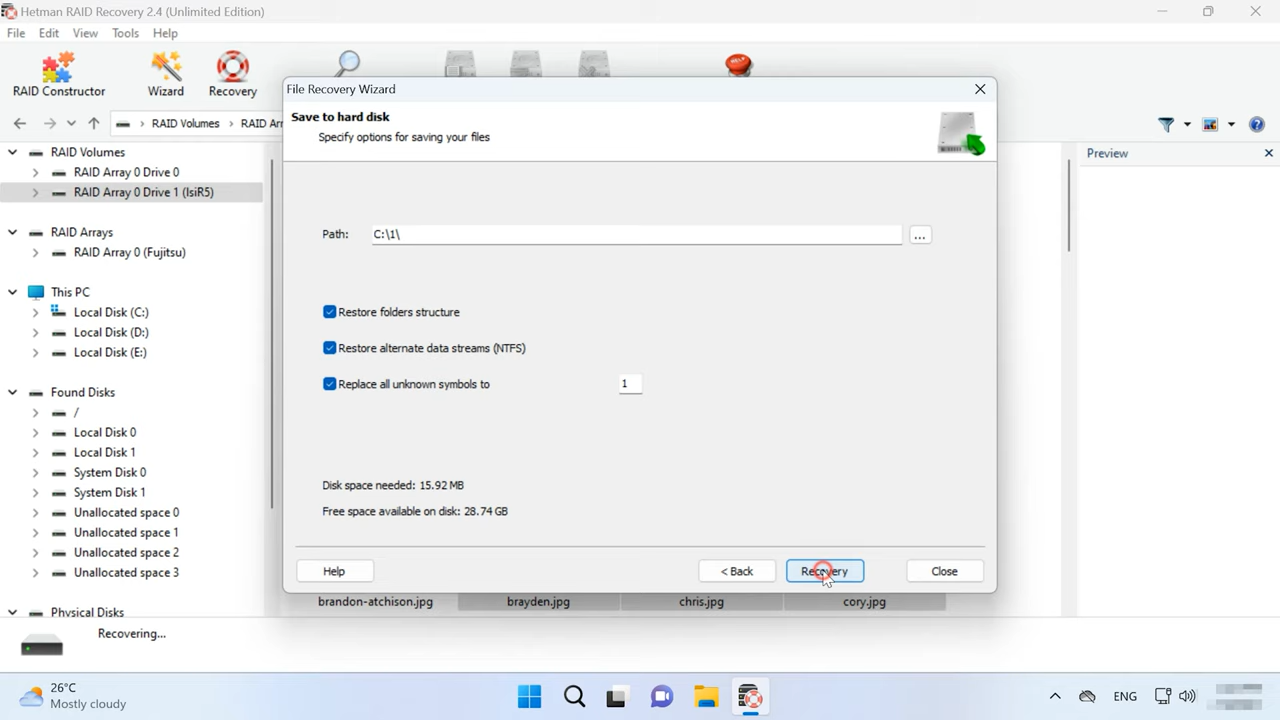 Hetman RAID Recovery 2.4 (Unlimited Edition)
File Edit View Tools Help
RAID Constructor
Wizard
Recovery
RAID Volumes
RAID Arr
RAID Volumes
RAID Array 0 Drive 0
RAID Array 0 Drive 1 (IsiR5)
RAID Arrays
RAID Array 0 (Fujitsu)
This PC
Local Disk (C:)
Local Disk (D:)
Local Disk (E:)
Found Disks
/
Local Disk 0
Local Disk 1
System Disk 0
System Disk 1
Unallocated space 0
Unallocated space 1
Unallocated space 2
Unallocated space 3
Physical Disks
File Recovery Wizard
Save to hard disk
Specify options for saving your files
Path: C:\1\ ...
Restore folders structure
Restore alternate data streams (NTFS)
Replace all unknown symbols to 1
Disk space needed: 15.92 MB
Free space available on disk: 28.74 GB
Help < Back Recovery Close
brandon-atchison.jpg brayden.jpg chris.jpg cory.jpg
Preview
Recovering...
26°C
Mostly cloudy
ENG